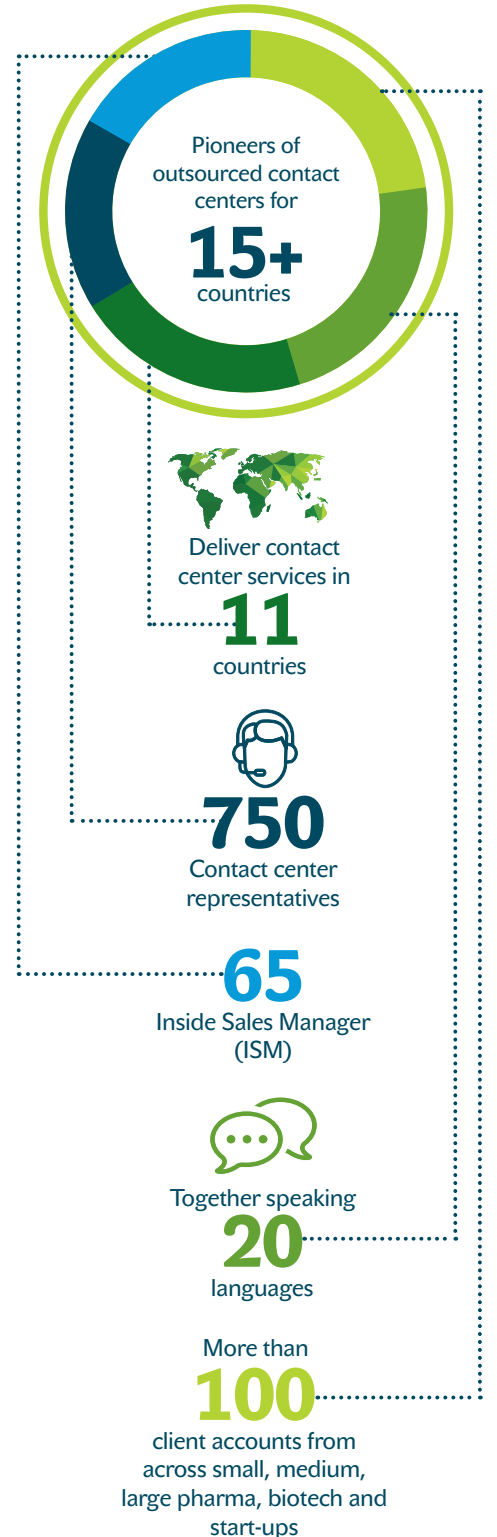 Pioneers of
outsourced contact
centers for
15+
countries
Deliver contact
center services in
11
countries
750
Contact center
representatives
65
Inside Sales Manager
(ISM)
Together speaking
20
languages
More than
100
client accounts from
across small, medium,
large pharma, biotech and
start-ups